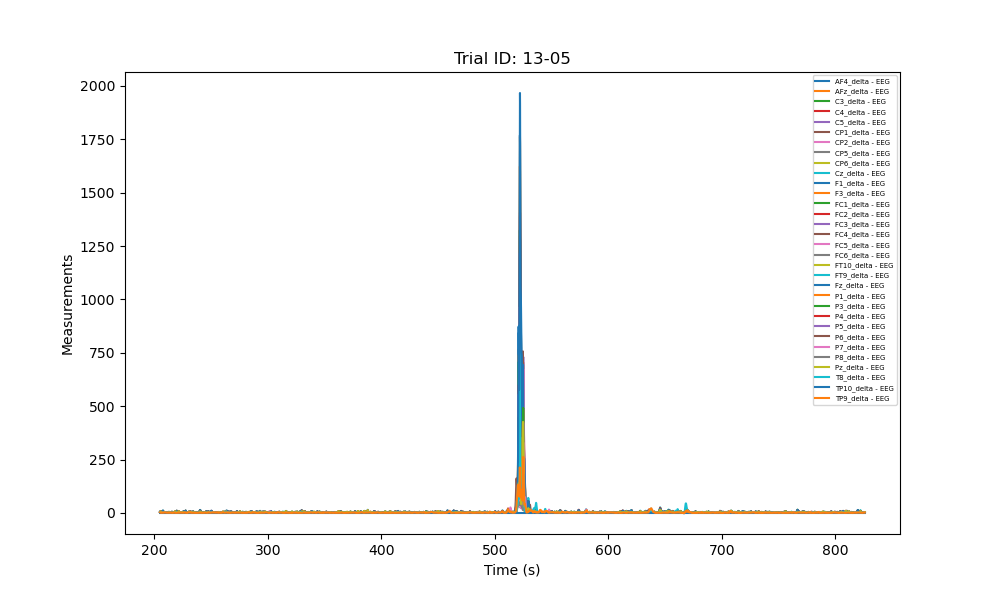 Trial ID: 13-05
2000
1750
1500
1250
1000
750
500
250
0
Measurements
200
300
400
500
600
700
800
Time (s)
AF4_delta - EEG
AFz_delta - EEG
C3_delta - EEG
C4_delta - EEG
C5_delta - EEG
CP1_delta - EEG
CP2_delta - EEG
CP5_delta - EEG
CP6_delta - EEG
Cz_delta - EEG
F1_delta - EEG
F3_delta - EEG
FC1_delta - EEG
FC2_delta - EEG
FC3_delta - EEG
FC4_delta - EEG
FC5_delta - EEG
FC6_delta - EEG
FT10_delta - EEG
FT9_delta - EEG
Fz_delta - EEG
P1_delta - EEG
P3_delta - EEG
P4_delta - EEG
P5_delta - EEG
P6_delta - EEG
P7_delta - EEG
P8_delta - EEG
Pz_delta - EEG
T8_delta - EEG
TP10_delta - EEG
TP9_delta - EEG